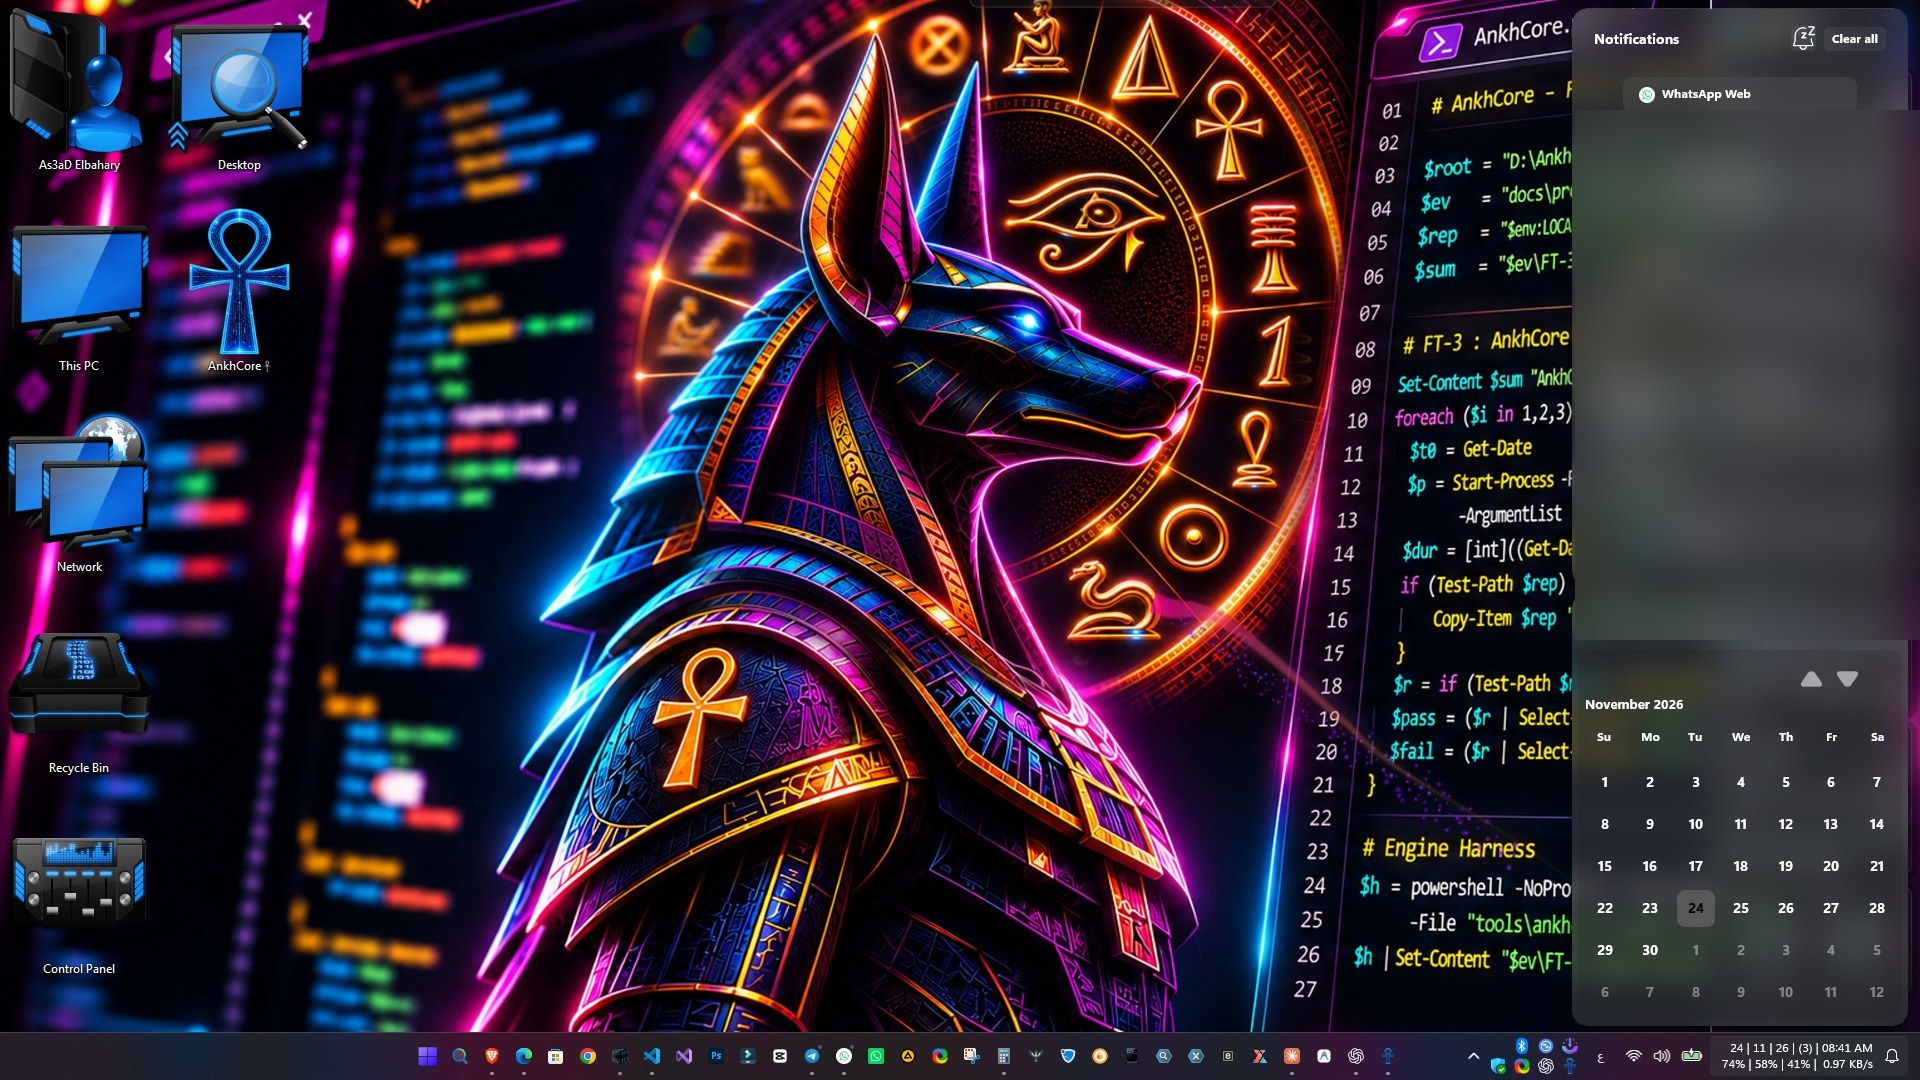 As3aD Elbahary
Desktop
This PC
AnkhCore ☥
Network
Recycle Bin
Control Panel
AnkhCore.
01 # AnkhCore -
02
03 $root = "D:\Ankh
04 $ev = "docs\pr
05 $rep = "$env:LOCA
06 $sum = "$ev\FT-3
07
08 # FT-3 : AnkhCore
09 Set-Content $sum "Ankh
10 foreach ($i in 1,2,3)
11 $t0 = Get-Date
12 $p = Start-Process -
13 -ArgumentList
14 $dur = [int]((Get-Da
15 if (Test-Path $rep)
16 Copy-Item $rep "
19 }
18 $r = if (Test-Path $r
19 $pass = ($r | Select-
20 $fail = ($r | Select-
21 }
22
23 # Engine Harness
24 $h = powershell -NoPro
25 -File "tools\ankh
26 $h | Set-Content "$ev\FT-
27
Notifications
Clear all
WhatsApp Web
November 2026
Su Mo Tu We Th Fr Sa
1 2 3 4 5 6 7
8 9 10 11 12 13 14
15 16 17 18 19 20 21
22 23 24 25 26 27 28
29 30 1 2 3 4 5
6 7 8 9 10 11 12
Ps
ع
24 | 11 | 26 | (3) | 08:41 AM
74% | 58% | 41% | 0.97 KB/s